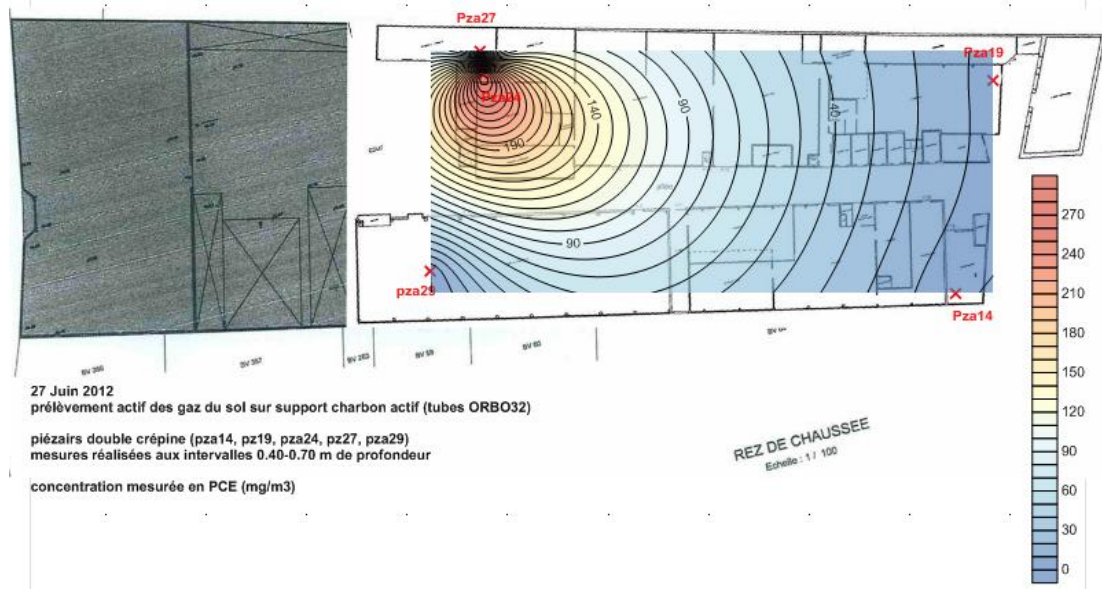 Pza27
Pza19
Pza24
140
90
40
190
90
pza29
Pza14
270
240
210
180
150
120
90
60
30
0
BV 60
27 Juin 2012
prélèvement actif des gaz du sol sur support charbon actif (tubes ORBO32)
piézairs double crépine (pza14, pz19, pza24, pz27, pza29)
mesures réalisées aux intervalles 0.40-0.70 m de profondeur
concentration mesurée en PCE (mg/m3)
REZ DE CHAUSSEE
Echelle : 1 / 100